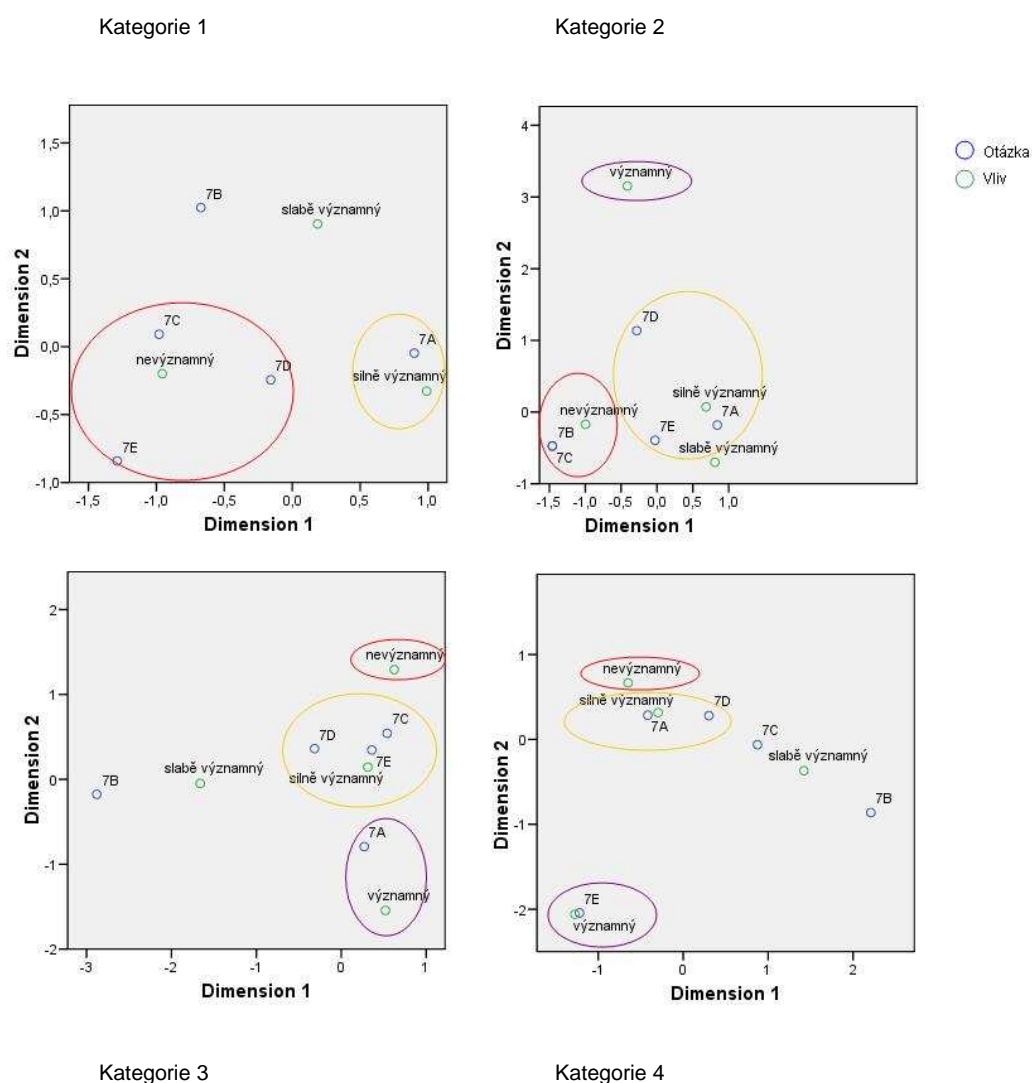 Kategorie 1
Kategorie 2
Dimension 2
1,5
1,0
0,5
0,0
-0,5
-1,0
7B
slabě významný
7C
nevýznamný
7D
7E
7A
silně významný
-1,5 -1,0 -0,5 0,0 0,5 1,0
Dimension 1
Dimension 2
4
3
2
1
0
-1
významný
7D
silně významný
nevýznamný
7A
7B
7E
7C
slabě významný
-1,5 -1,0 -0,5 0,0 0,5 1,0
Dimension 1
Otázka
Vliv
Dimension 2
2
1
0
-1
-2
nevýznamný
7C
7D
7E
slabě významný
silně významný
7B
7A
významný
-3 -2 -1 0 1
Dimension 1
Dimension 2
1
0
-1
-2
nevýznamný
silně významný
7D
7A
7C
slabě významný
7B
7E
významný
-1 0 1 2
Dimension 1
Kategorie 3
Kategorie 4